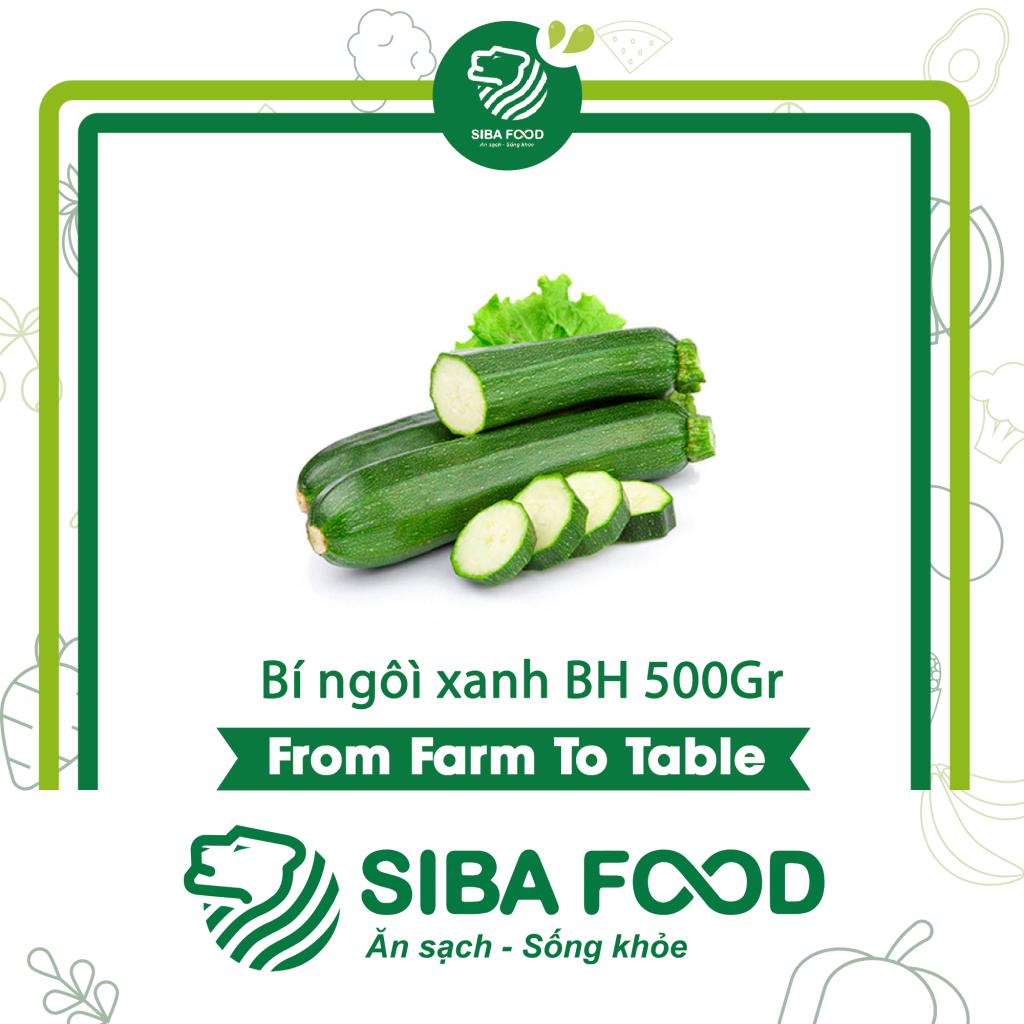 SIBA FOOD
Ăn sạch - Sống khỏe
Bí ngôì xanh BH 500Gr
From Farm To Table
SIBA FOOD
Ăn sạch - Sống khỏe